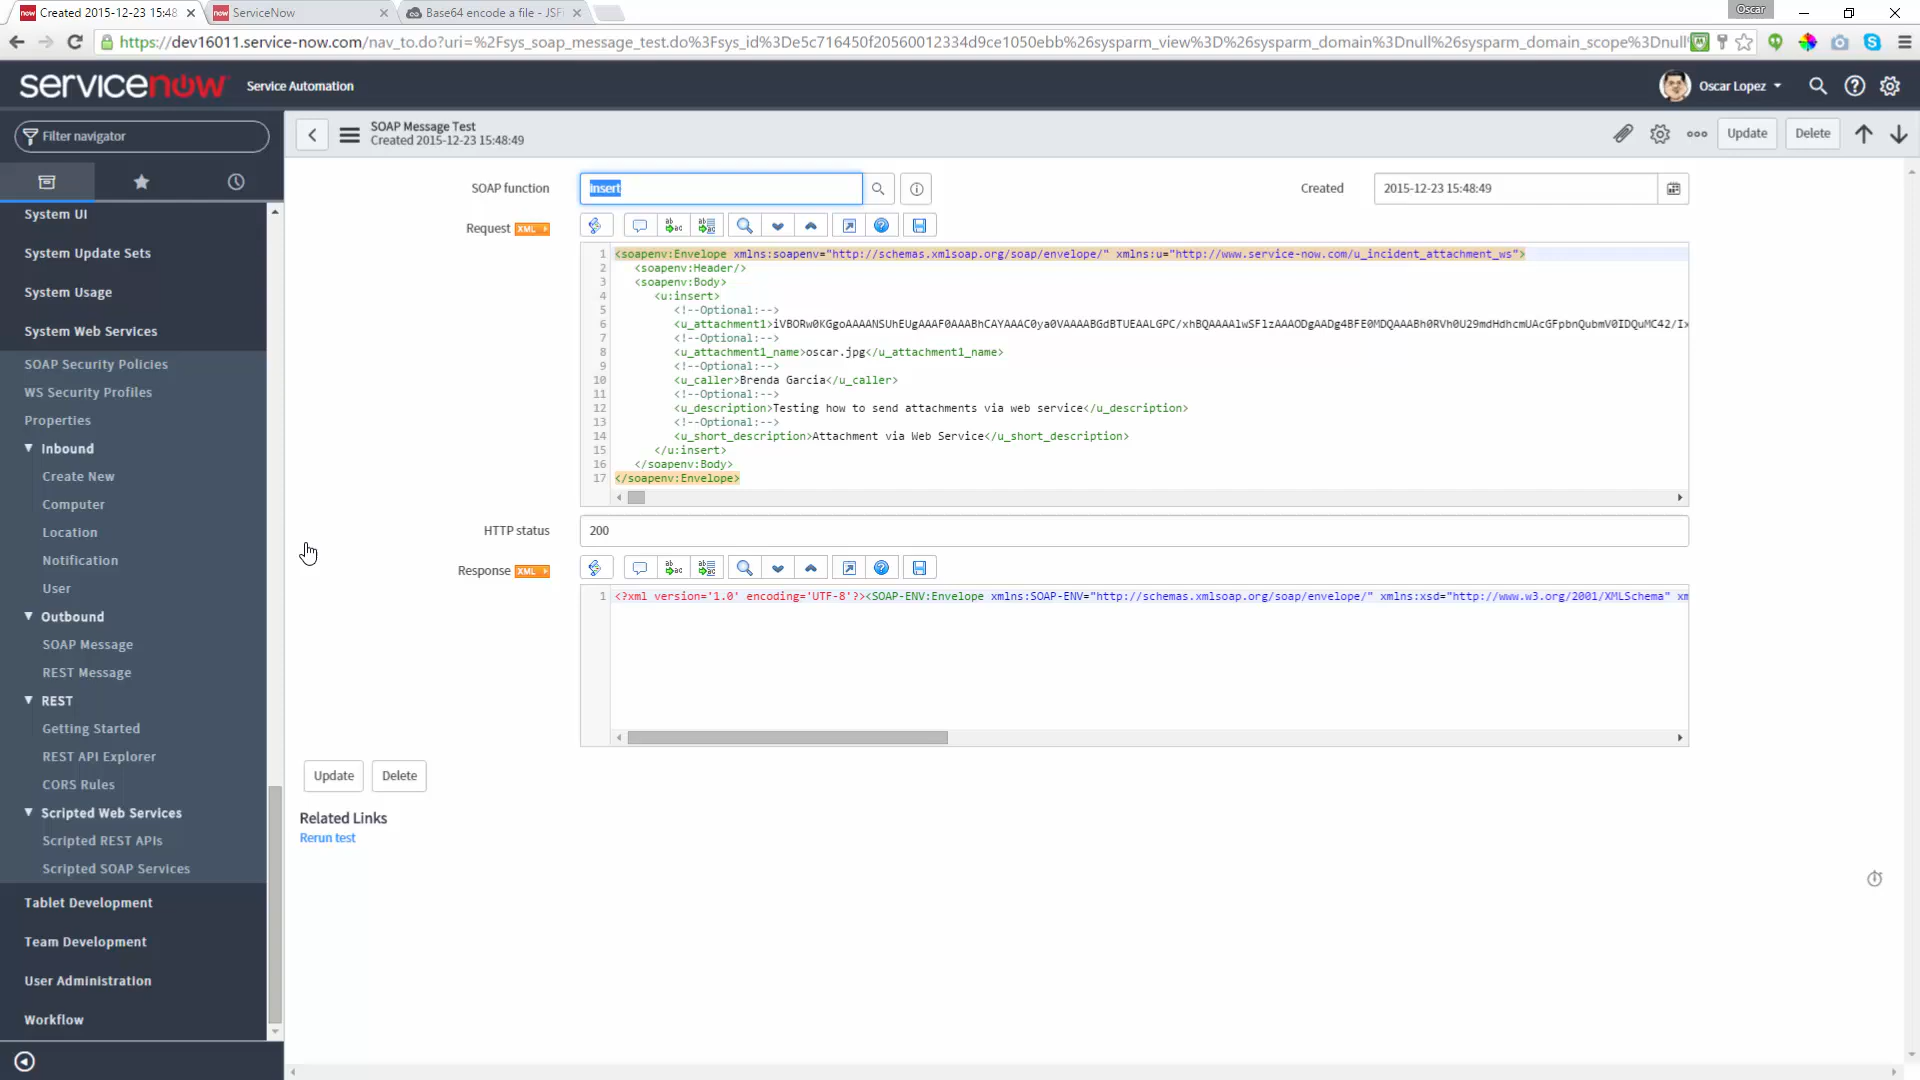 Created 2015-12-23 15:48
ServiceNow
Base64 encode a file - JSFi
Oscar
https://dev16011.service-now.com/nav_to.do?uri=%2Fsys_soap_message_test.do%3Fsys_id%3De5c716450f20560012334d9ce1050ebb%26sysparm_view%3D%26sysparm_domain%3Dnull%26sysparm_domain_scope%3Dnull
servicenow Service Automation
Oscar Lopez
Filter navigator
SOAP Message Test
Created 2015-12-23 15:48:49
Update
Delete
System UI
System Update Sets
System Usage
System Web Services
SOAP Security Policies
WS Security Profiles
Properties
Inbound
Create New
Computer
Location
Notification
User
Outbound
SOAP Message
REST Message
REST
Getting Started
REST API Explorer
CORS Rules
Scripted Web Services
Scripted REST APIs
Scripted SOAP Services
Tablet Development
Team Development
User Administration
Workflow
SOAP function
insert
Created
2015-12-23 15:48:49
Request XML
1 <soapenv:Envelope xmlns:soapenv="http://schemas.xmlsoap.org/soap/envelope/" xmlns:u="http://www.service-now.com/u_incident_attachment_ws">
2 <soapenv:Header/>
3 <soapenv:Body>
4 <u:insert>
5 <!--Optional:-->
6 <u_attachment1>iVBORw0KGgoAAAANSUhEUgAAAF0AAABhCAYAAAC0ya0VAAAABGdBTUEAALGPC/xhBQAAAAlwSFlzAAAODgAADg4BFE0MDQAAABh0RVh0U29mdHdhcmUAcGFpbnQubmV0IDQuMC42/Ix
7 <!--Optional:-->
8 <u_attachment1_name>oscar.jpg</u_attachment1_name>
9 <!--Optional:-->
10 <u_caller>Brenda Garcia</u_caller>
11 <!--Optional:-->
12 <u_description>Testing how to send attachments via web service</u_description>
13 <!--Optional:-->
14 <u_short_description>Attachment via Web Service</u_short_description>
15 </u:insert>
16 </soapenv:Body>
17 </soapenv:Envelope>
HTTP status
200
Response XML
1 <?xml version='1.0' encoding='UTF-8'?><SOAP-ENV:Envelope xmlns:SOAP-ENV="http://schemas.xmlsoap.org/soap/envelope/" xmlns:xsd="http://www.w3.org/2001/XMLSchema" xm
Update
Delete
Related Links
Rerun test